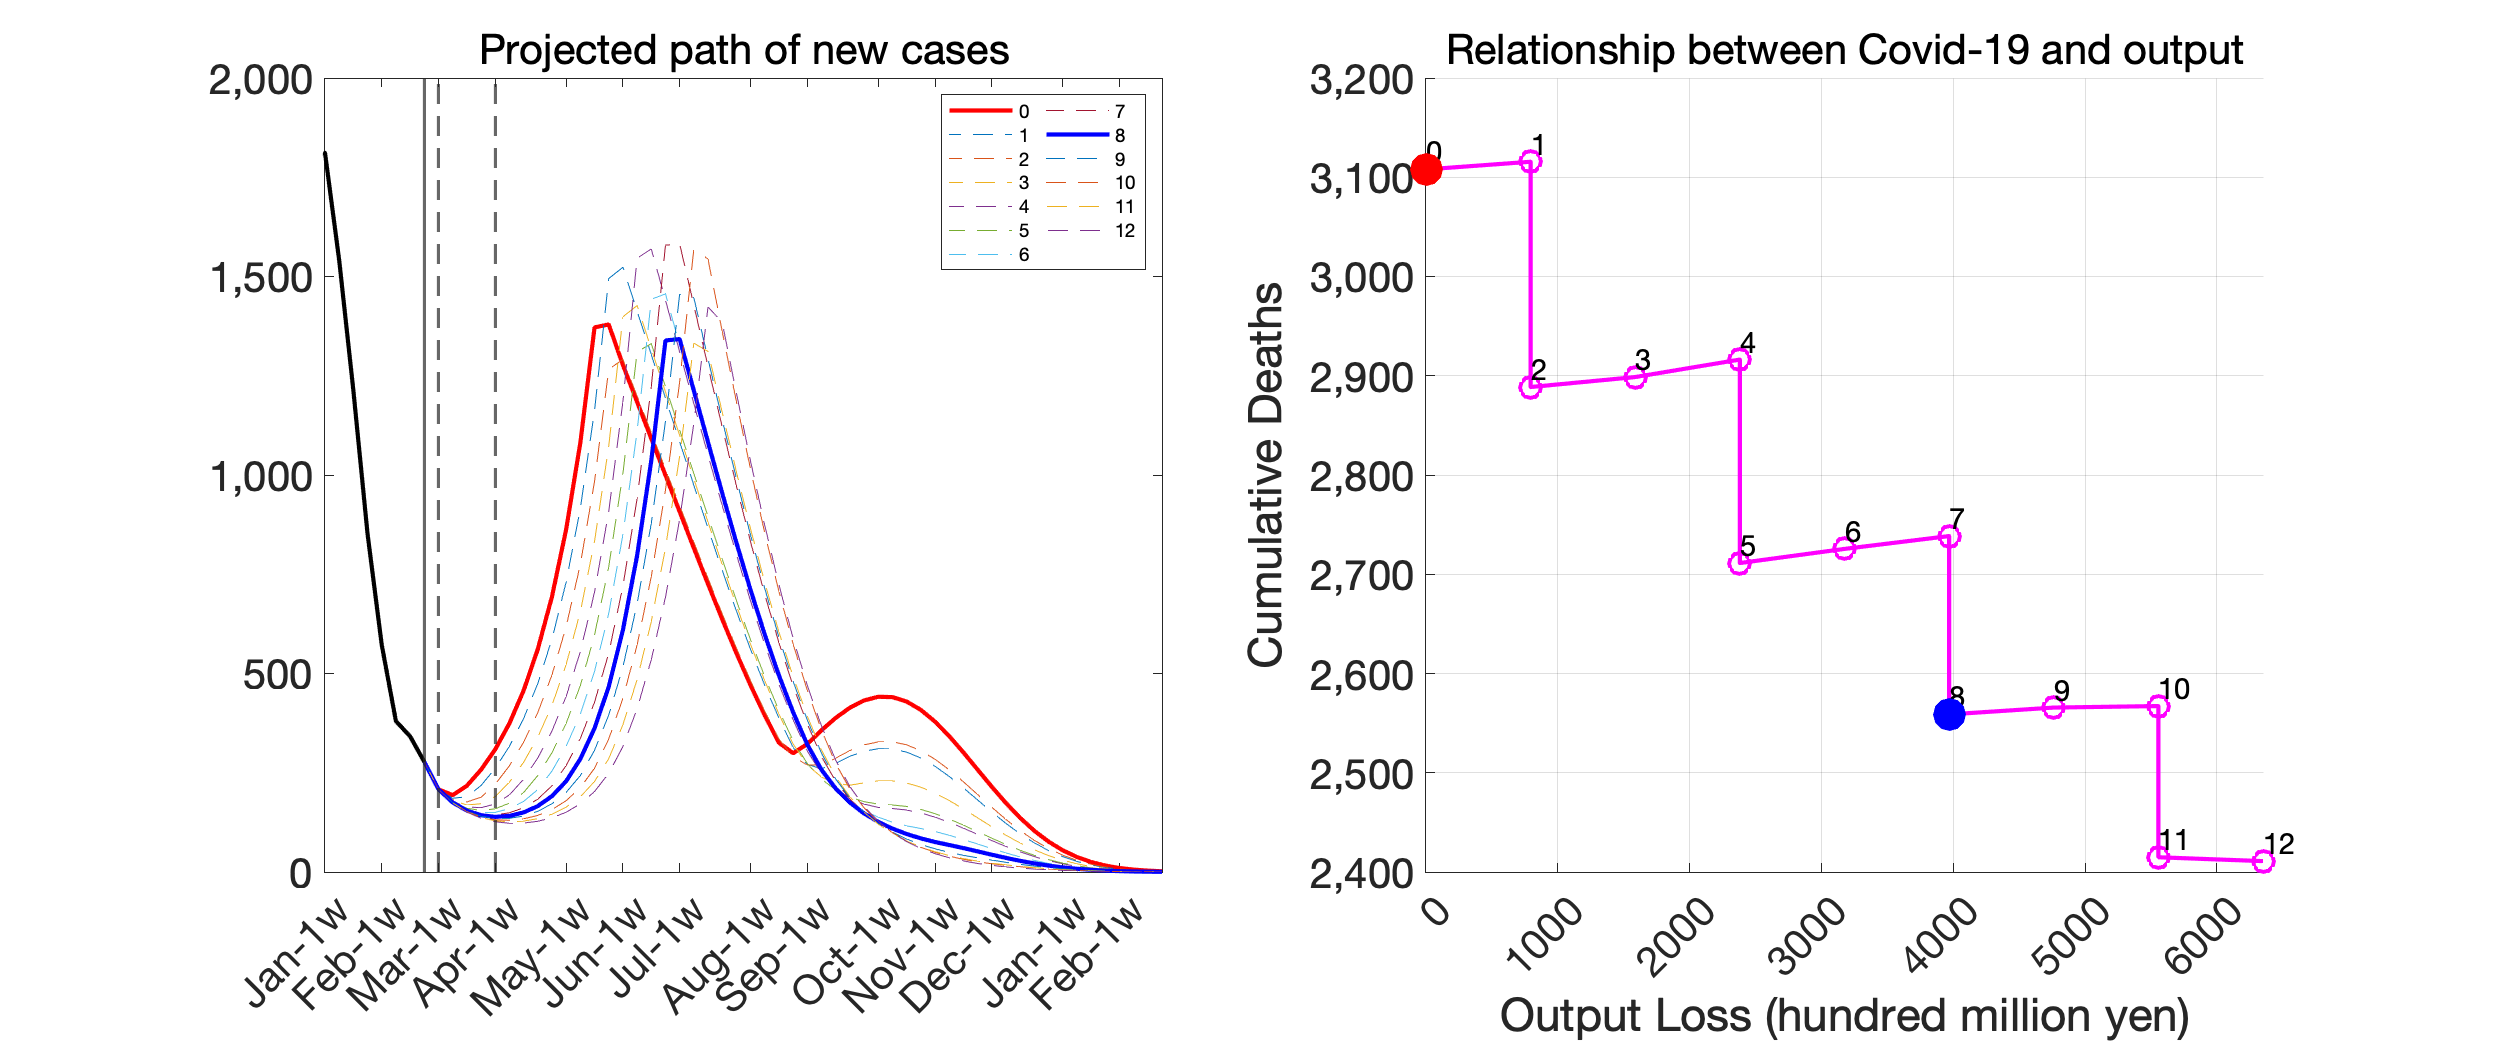 Projected path of new cases
2,000
1,500
1,000
500
0
0
1
2
3
4
5
6
7
8
9
10
11
12
Jan-1w
Feb-1w
Mar-1w
Apr-1w
May-1w
Jun-1w
Jul-1w
Aug-1w
Sep-1w
Oct-1w
Nov-1w
Dec-1w
Jan-1w
Feb-1w
Relationship between Covid-19 and output
Cumulative Deaths
3,200
3,100
3,000
2,900
2,800
2,700
2,600
2,500
2,400
0
1
2
3
4
5
6
7
8
9
10
11
12
0
1000
2000
3000
4000
5000
6000
Output Loss (hundred million yen)